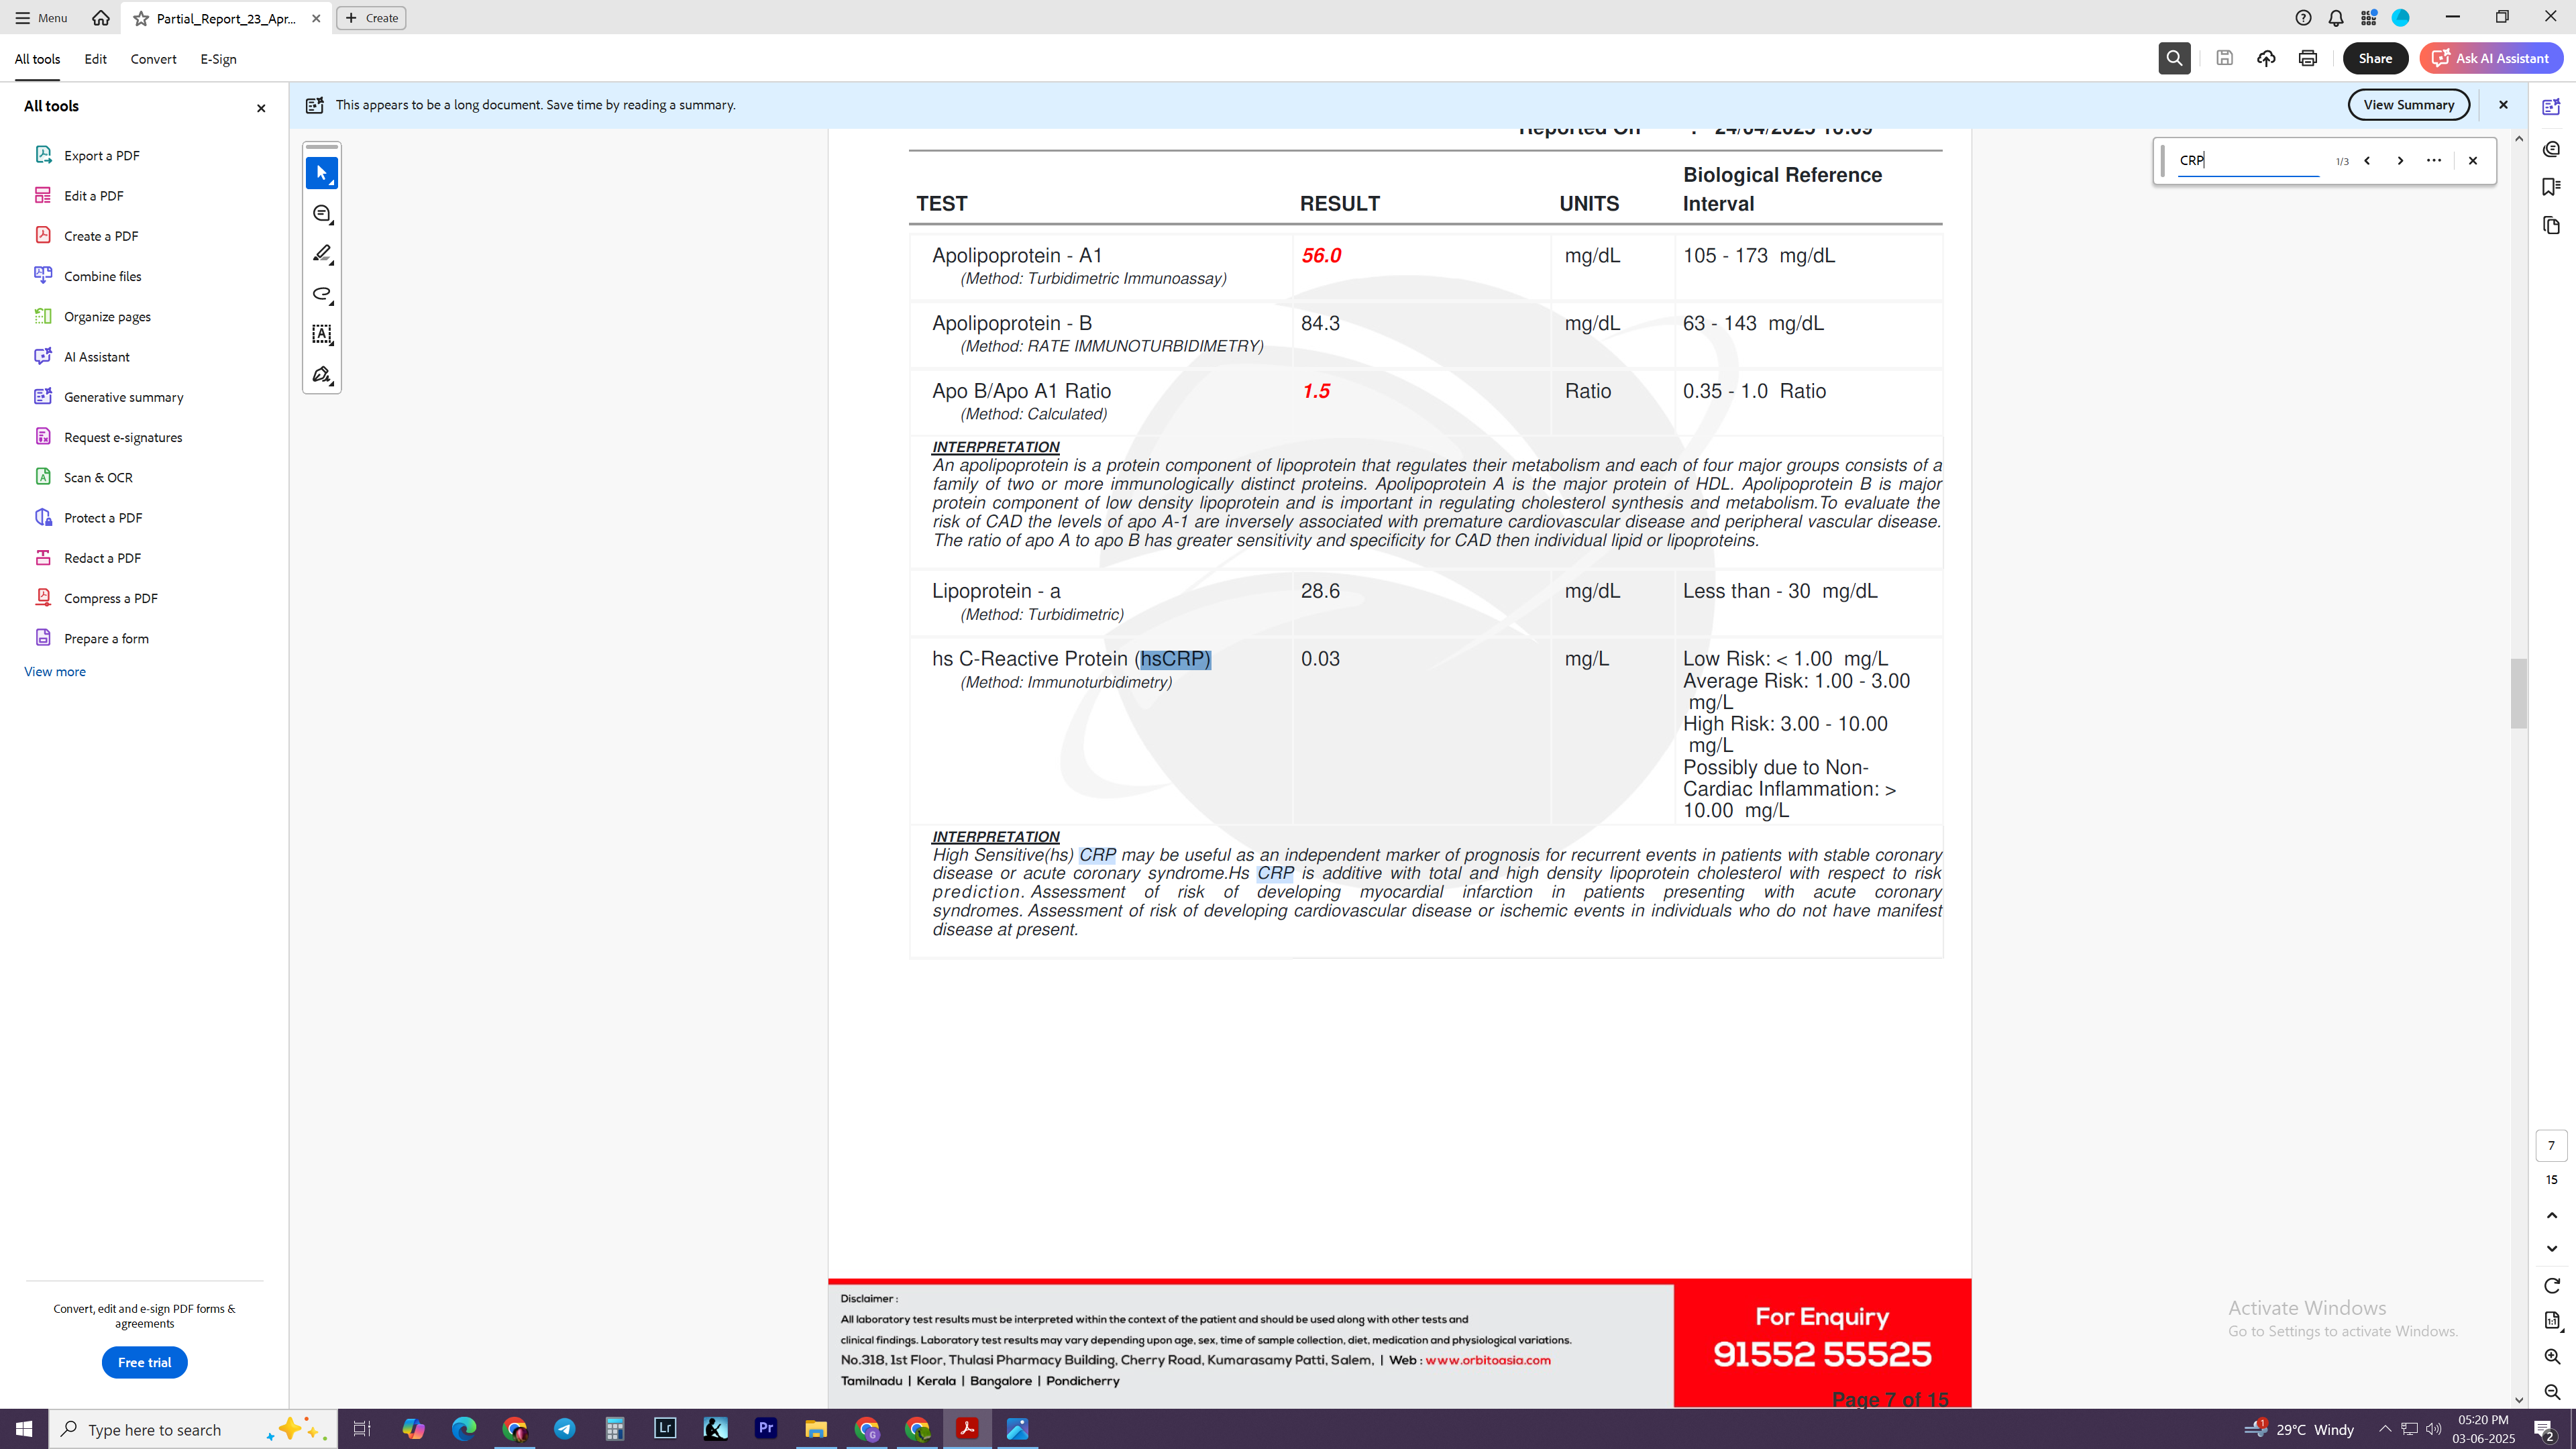 Menu
Partial_Report_23_Apr...
Create
All tools
Edit
Convert
E-Sign
Share
Ask AI Assistant
All tools
This appears to be a long document. Save time by reading a summary.
View Summary
Export a PDF
Edit a PDF
Create a PDF
Combine files
Organize pages
AI Assistant
Generative summary
Request e-signatures
Scan & OCR
Protect a PDF
Redact a PDF
Compress a PDF
Prepare a form
View more
Convert, edit and e-sign PDF forms &
agreements
Free trial
CRP
1/3
Reported On : 24/04/2025 16:09
TEST RESULT UNITS Biological Reference
Interval
Apolipoprotein - A1 56.0 mg/dL 105 - 173 mg/dL
(Method: Turbidimetric Immunoassay)
Apolipoprotein - B 84.3 mg/dL 63 - 143 mg/dL
(Method: RATE IMMUNOTURBIDIMETRY)
Apo B/Apo A1 Ratio 1.5 Ratio 0.35 - 1.0 Ratio
(Method: Calculated)
INTERPRETATION
An apolipoprotein is a protein component of lipoprotein that regulates their metabolism and each of four major groups consists of a
family of two or more immunologically distinct proteins. Apolipoprotein A is the major protein of HDL. Apolipoprotein B is major
protein component of low density lipoprotein and is important in regulating cholesterol synthesis and metabolism.To evaluate the
risk of CAD the levels of apo A-1 are inversely associated with premature cardiovascular disease and peripheral vascular disease.
The ratio of apo A to apo B has greater sensitivity and specificity for CAD then individual lipid or lipoproteins.
Lipoprotein - a 28.6 mg/dL Less than - 30 mg/dL
(Method: Turbidimetric)
hs C-Reactive Protein (hsCRP) 0.03 mg/L Low Risk: < 1.00 mg/L
(Method: Immunoturbidimetry) Average Risk: 1.00 - 3.00
mg/L
High Risk: 3.00 - 10.00
mg/L
Possibly due to Non-
Cardiac Inflammation: >
10.00 mg/L
INTERPRETATION
High Sensitive(hs) CRP may be useful as an independent marker of prognosis for recurrent events in patients with stable coronary
disease or acute coronary syndrome.Hs CRP is additive with total and high density lipoprotein cholesterol with respect to risk
prediction. Assessment of risk of developing myocardial infarction in patients presenting with acute coronary
syndromes. Assessment of risk of developing cardiovascular disease or ischemic events in individuals who do not have manifest
disease at present.
Disclaimer :
All laboratory test results must be interpreted within the context of the patient and should be used along with other tests and
clinical findings. Laboratory test results may vary depending upon age, sex, time of sample collection, diet, medication and physiological variations.
No.318, 1st Floor, Thulasi Pharmacy Building, Cherry Road, Kumarasamy Patti, Salem, | Web : www.orbitoasia.com
Tamilnadu | Kerala | Bangalore | Pondicherry
For Enquiry
91552 55525
Page 7 of 15
7
15
Activate Windows
Go to Settings to activate Windows.
Type here to search
Lr
Pr
G
1
29°C Windy
05:20 PM
03-06-2025
2